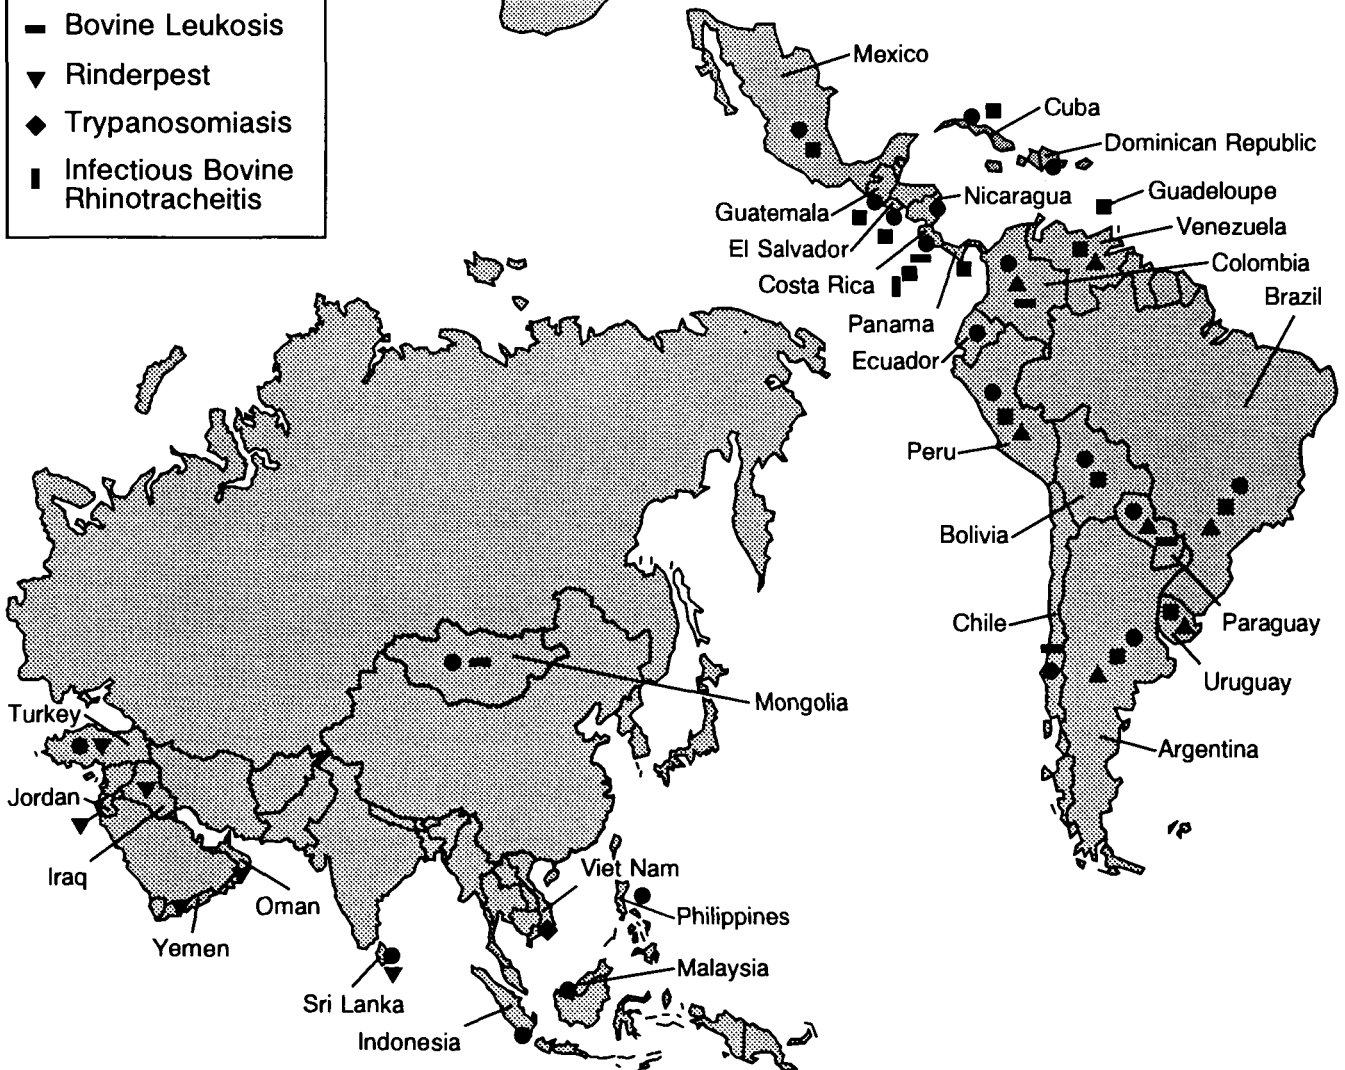 Bovine Leukosis
Rinderpest
Trypanosomiasis
Infectious Bovine
Rhinotracheitis
Mexico
Cuba
Dominican Republic
Guadeloupe
Nicaragua
Guatemala
Venezuela
El Salvador
Colombia
Costa Rica
Brazil
Panama
Ecuador
Peru
Bolivia
Chile
Paraguay
Uruguay
Mongolia
Turkey
Argentina
Jordan
Iraq
Viet Nam
Oman
Philippines
Yemen
Malaysia
Sri Lanka
Indonesia